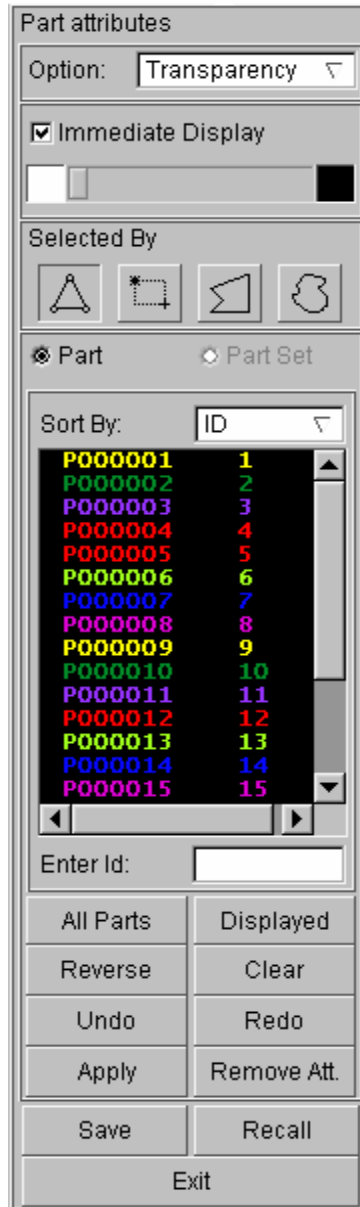 Part attributes
Option: Transparency
Immediate Display
Selected By
Part Part Set
Sort By: ID
P000001 1
P000002 2
P000003 3
P000004 4
P000005 5
P000006 6
P000007 7
P000008 8
P000009 9
P000010 10
P000011 11
P000012 12
P000013 13
P000014 14
P000015 15
Enter Id:
All Parts Displayed
Reverse Clear
Undo Redo
Apply Remove Att.
Save Recall
Exit